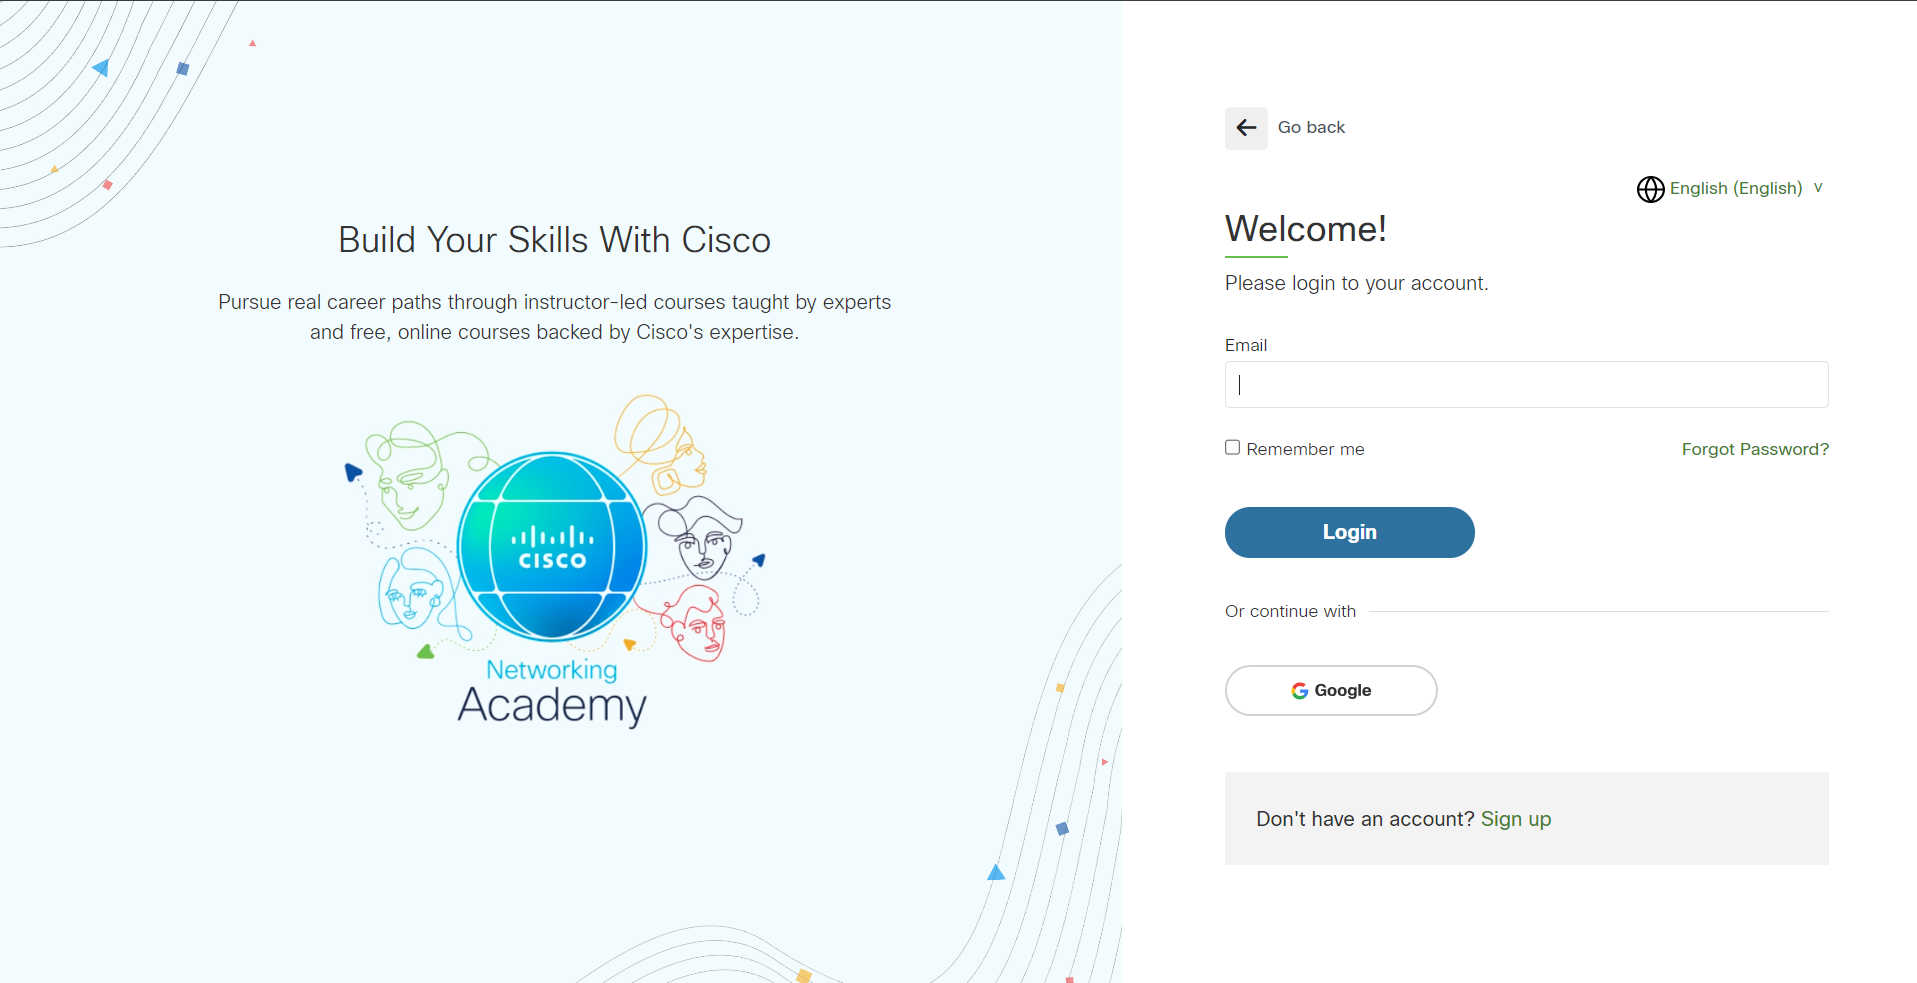 Build Your Skills With Cisco
Pursue real career paths through instructor-led courses taught by experts
and free, online courses backed by Cisco's expertise.
CISCO
Networking
Academy
Go back
English (English) v
Welcome!
Please login to your account.
Email
Remember me
Forgot Password?
Login
Or continue with
Google
Don't have an account? Sign up